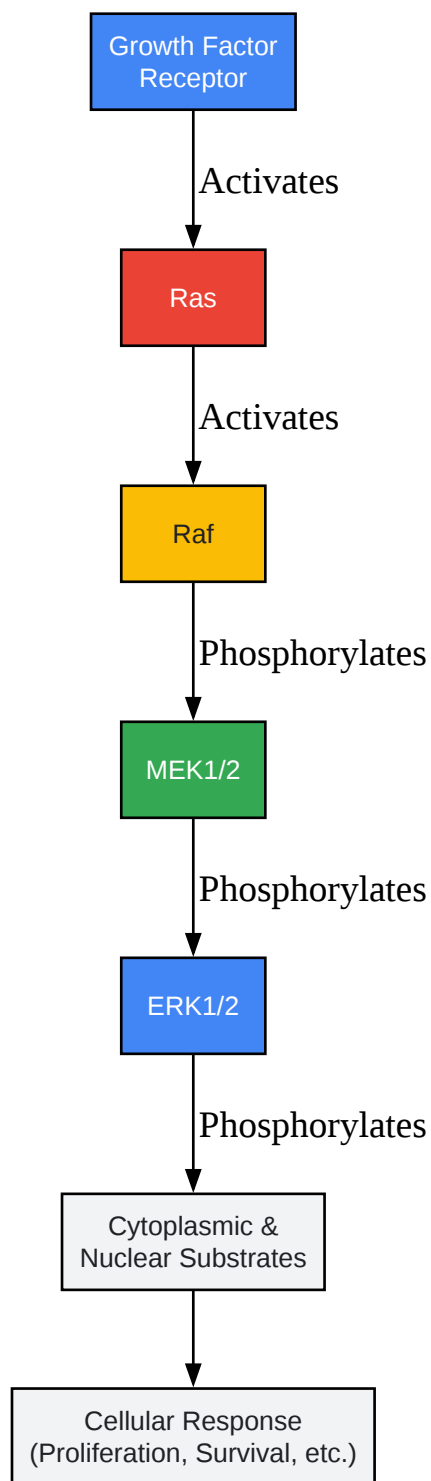 Growth Factor
Receptor
Activates
Ras
Activates
Raf
Phosphorylates
MEK1/2
Phosphorylates
ERK1/2
Phosphorylates
Cytoplasmic &
Nuclear Substrates
Cellular Response
(Proliferation, Survival, etc.)